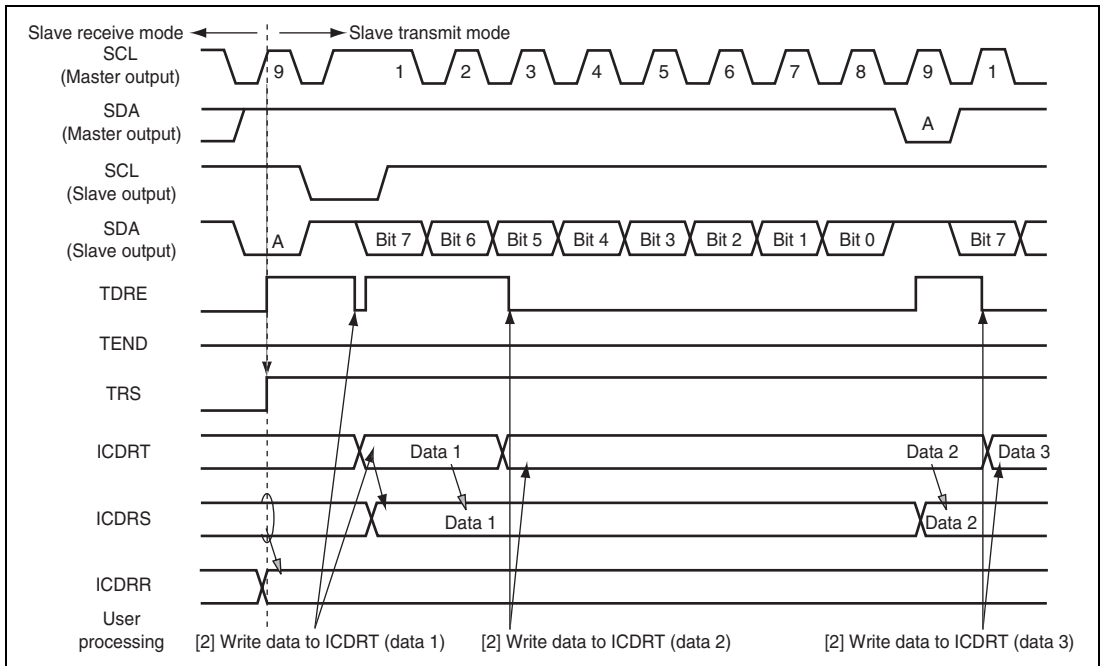 Slave receive mode Slave transmit mode
SCL
(Master output)
9 1 2 3 4 5 6 7 8 9 1
SDA
(Master output)
A
SCL
(Slave output)
SDA
(Slave output)
A Bit 7 Bit 6 Bit 5 Bit 4 Bit 3 Bit 2 Bit 1 Bit 0 Bit 7
TDRE
TEND
TRS
ICDRT Data 1 Data 2 Data 3
ICDRS Data 1 Data 2
ICDRR
User
processing
[2] Write data to ICDRT (data 1) [2] Write data to ICDRT (data 2) [2] Write data to ICDRT (data 3)